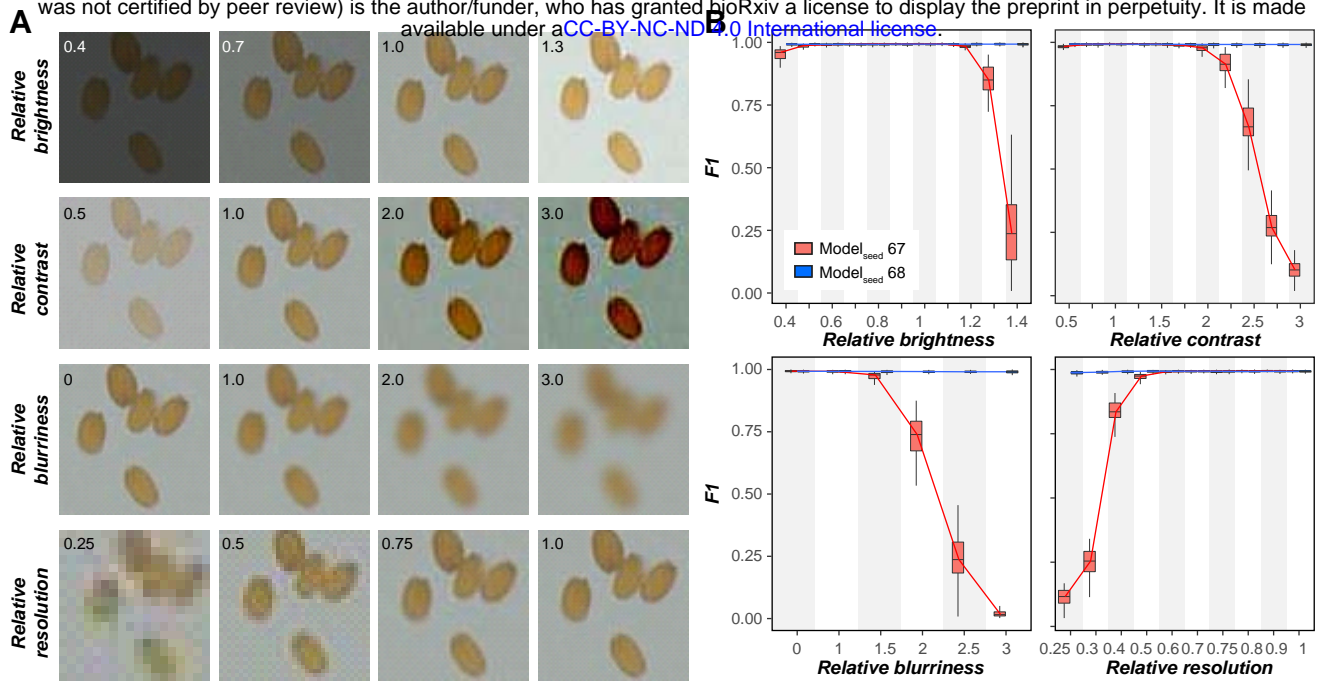 was not certified by peer review) is the author/funder, who has granted bioRxiv a license to display the preprint in perpetuity. It is made
available under aCC-BY-NC-ND 4.0 International license.
A
Relative
brightness
0.4 0.7 1.0 1.3
Relative
contrast
0.5 1.0 2.0 3.0
Relative
blurriness
0 1.0 2.0 3.0
Relative
resolution
0.25 0.5 0.75 1.0
B
F1
1.00
0.75
0.50
0.25
0.00
Modelseed 67
Modelseed 68
0.4 0.6 0.8 1 1.2 1.4
Relative brightness
0.5 1 1.5 2 2.5 3
Relative contrast
F1
1.00
0.75
0.50
0.25
0.00
0 1 1.5 2 2.5 3
Relative blurriness
0.25 0.3 0.4 0.5 0.6 0.7 0.75 0.8 0.9 1
Relative resolution